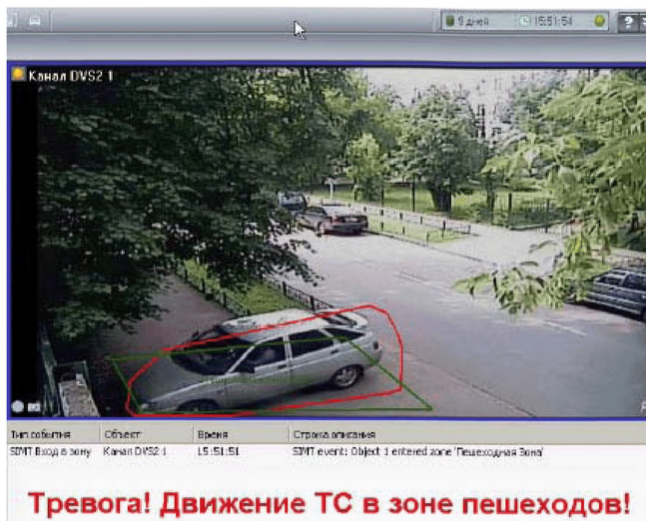 9 дней 15:51:54 ?
Канал DVS2 1
Тип события Объект Время Строка описания
SIMT Вход в зону Канал DVS2 1 15:51:51 SIMT event: Object 1 entered zone 'Пешеходная Зона'
Тревога! Движение ТС в зоне пешеходов!